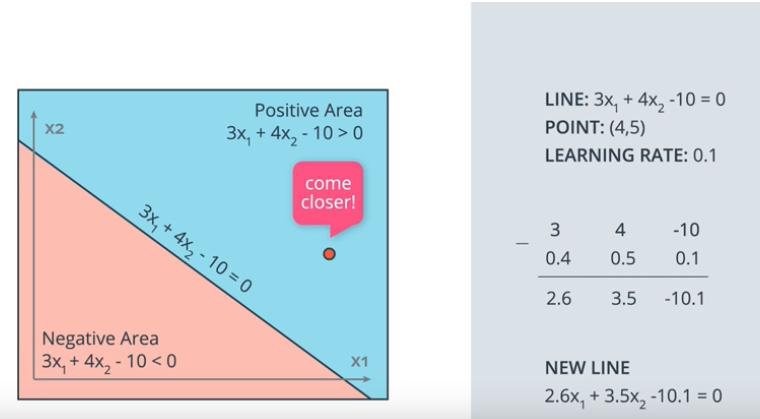 Positive Area
3x₁ + 4x₂ - 10 > 0
X2
come
closer!
3x₁ + 4x₂ - 10 = 0
Negative Area
3x₁ + 4x₂ - 10 < 0
X1
LINE: 3x₁ + 4x₂ -10 = 0
POINT: (4,5)
LEARNING RATE: 0.1
3 4 -10
−
0.4 0.5 0.1
2.6 3.5 -10.1
NEW LINE
2.6x₁ + 3.5x₂ -10.1 = 0